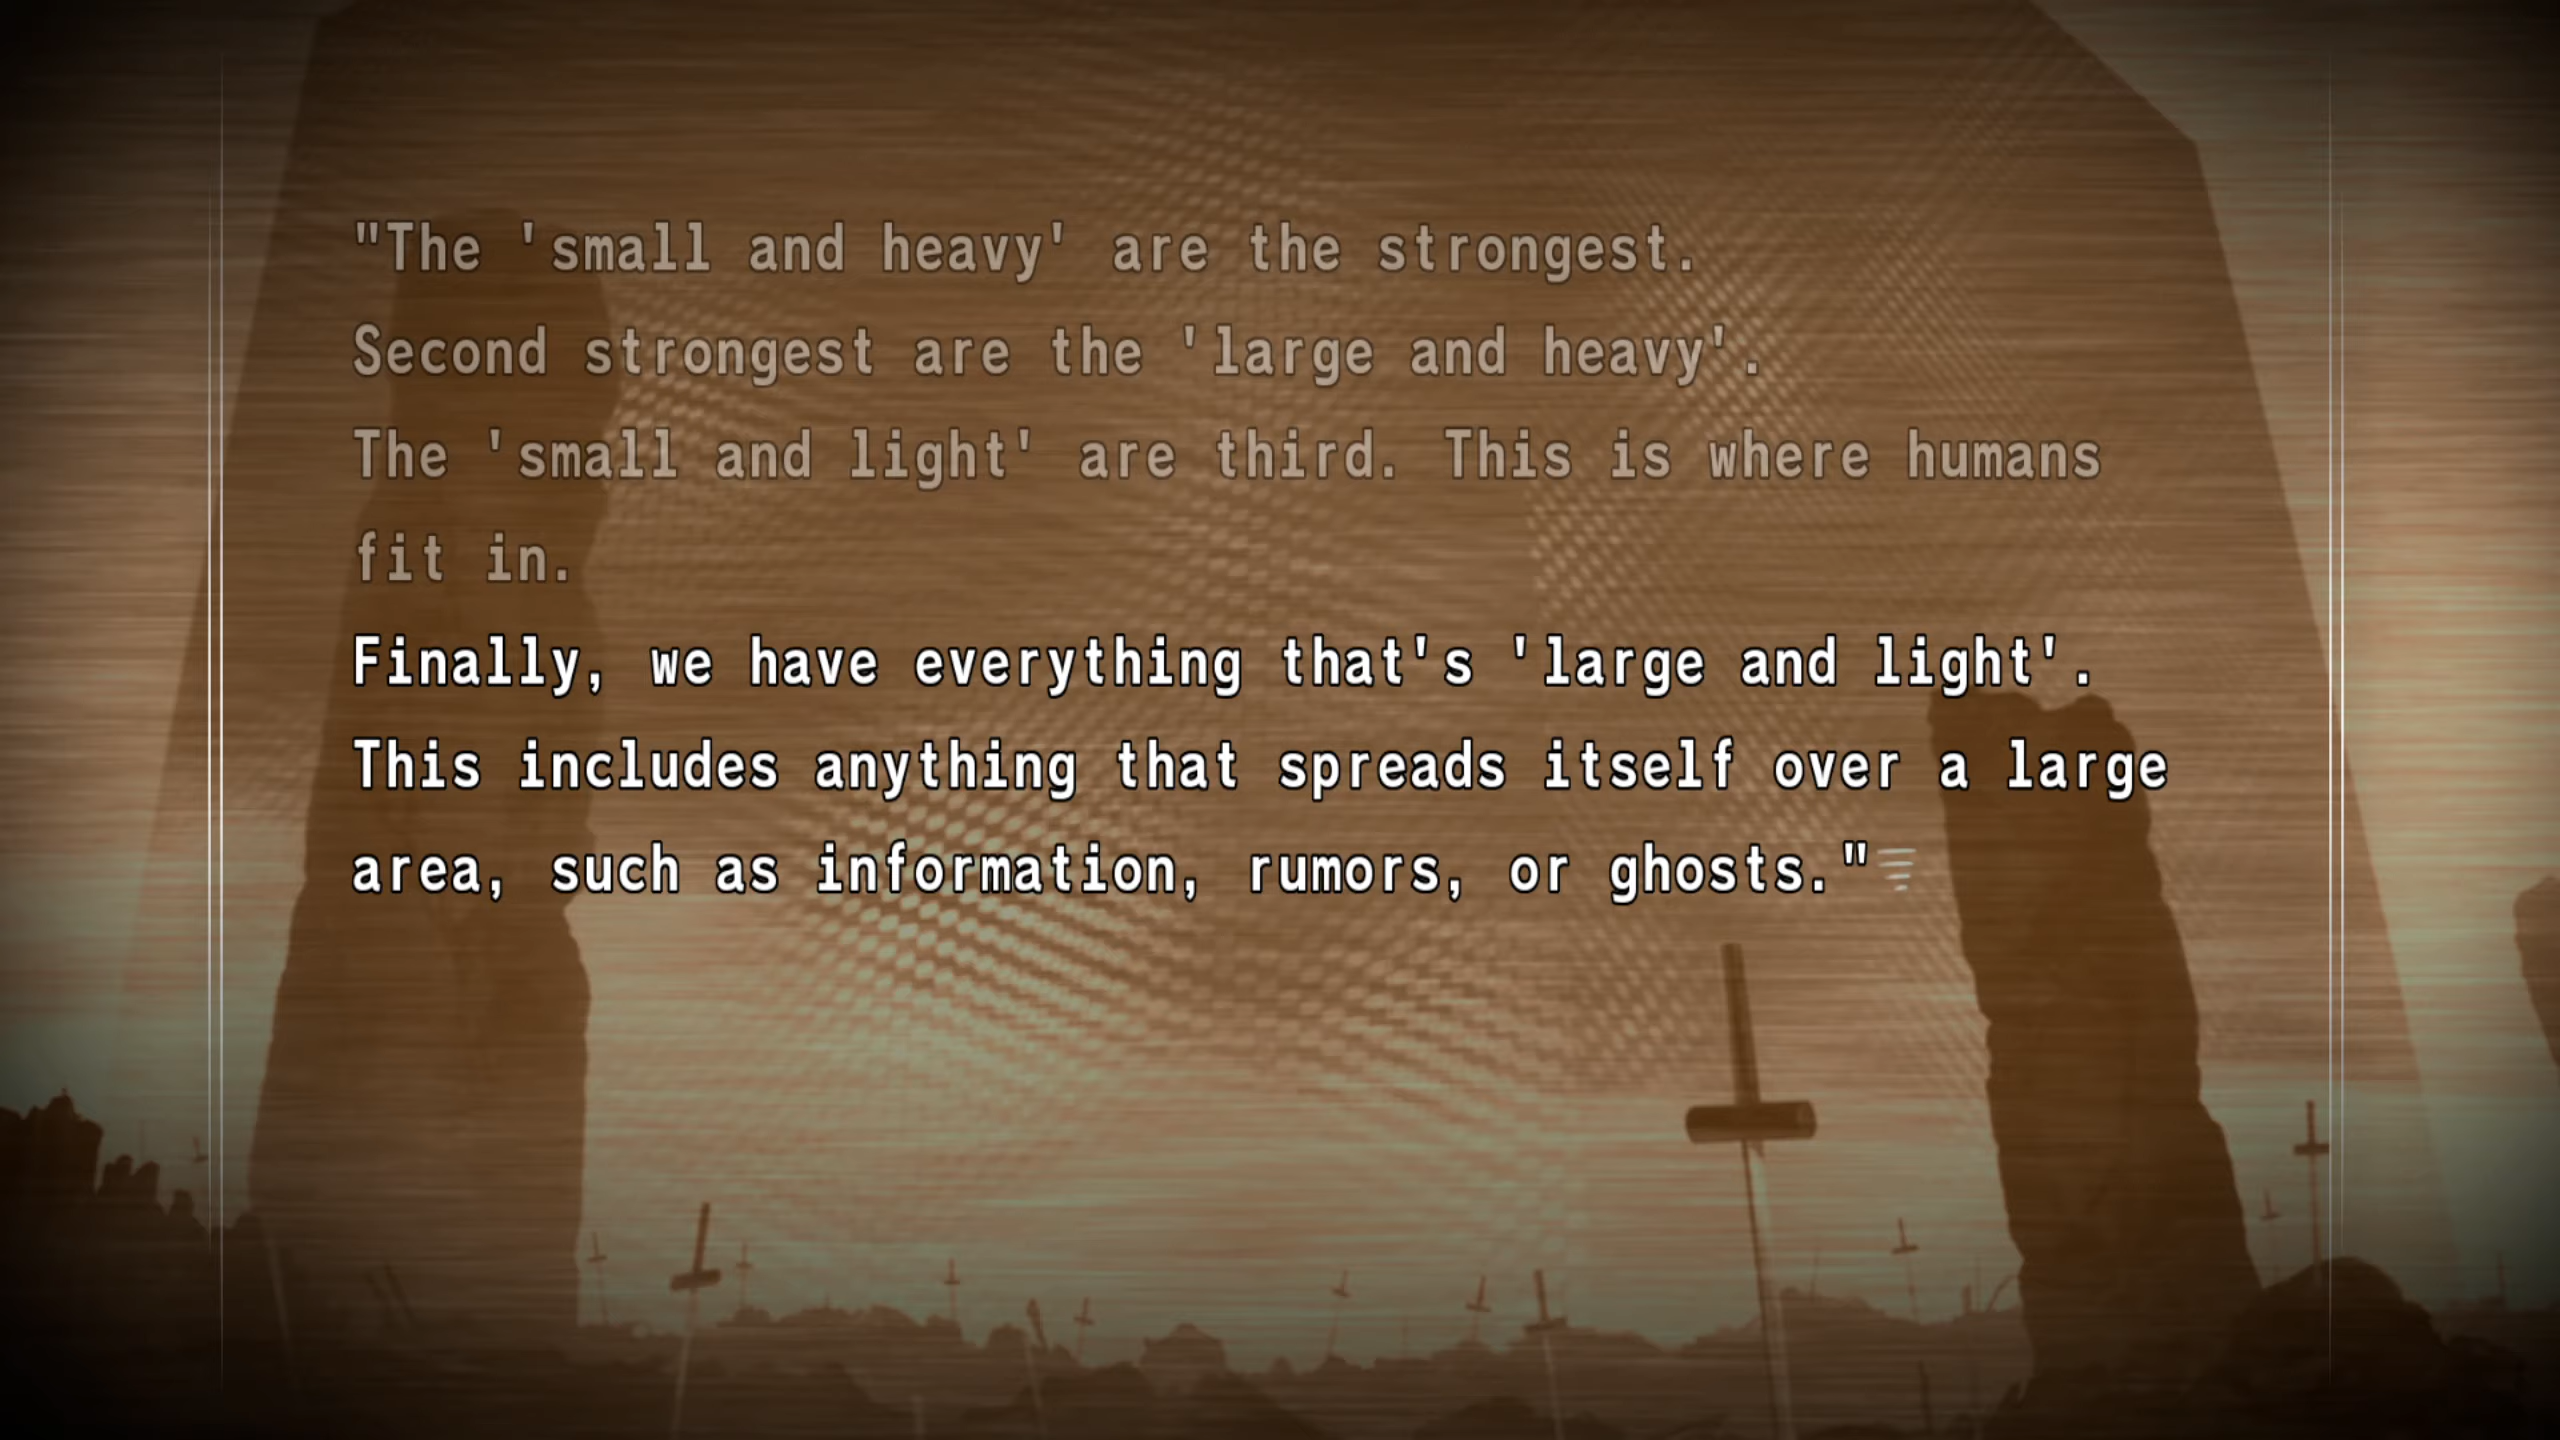 "The 'small and heavy' are the strongest.
Second strongest are the 'large and heavy'.
The 'small and light' are third. This is where humans
fit in.
Finally, we have everything that's 'large and light'.
This includes anything that spreads itself over a large
area, such as information, rumors, or ghosts."